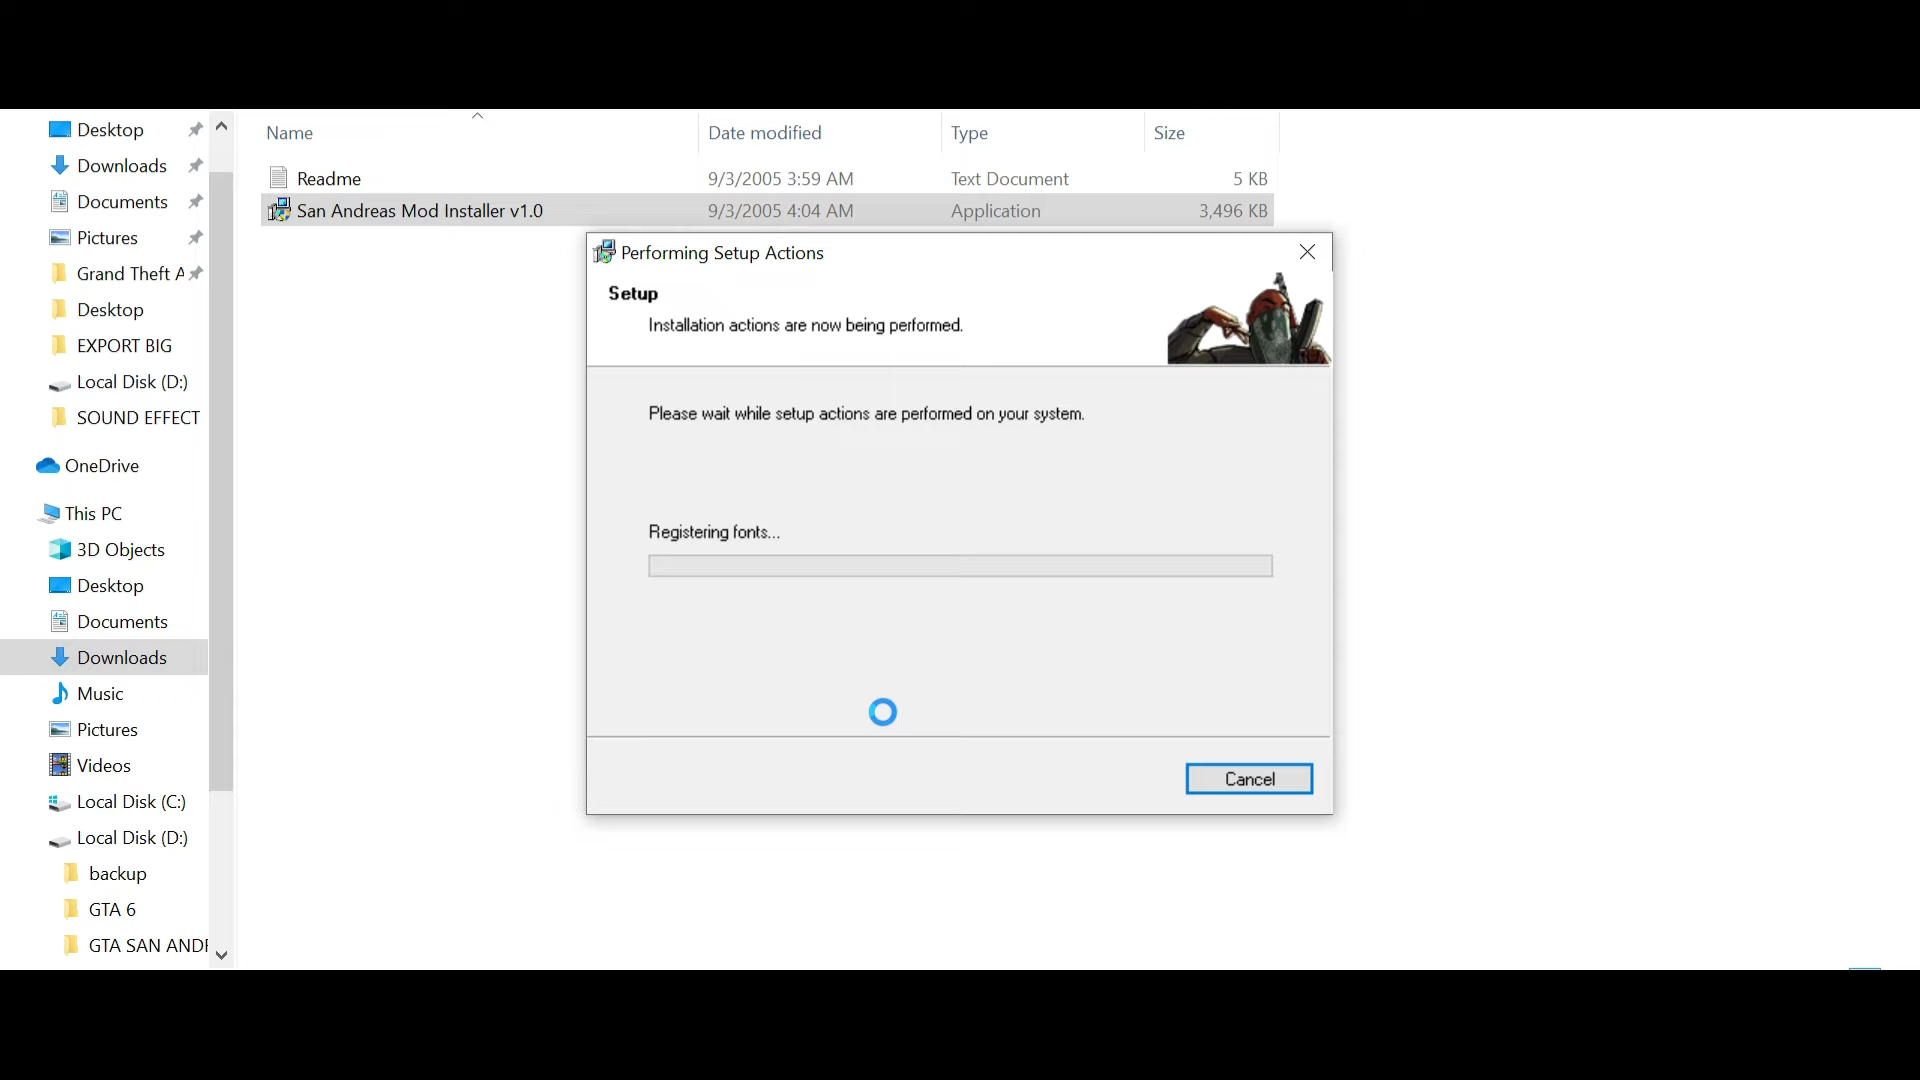 Desktop
Downloads
Documents
Pictures
Grand Theft A
Desktop
EXPORT BIG
Local Disk (D:)
SOUND EFFECT
OneDrive
This PC
3D Objects
Desktop
Documents
Downloads
Music
Pictures
Videos
Local Disk (C:)
Local Disk (D:)
backup
GTA 6
GTA SAN ANDR
Name Date modified Type Size
Readme 9/3/2005 3:59 AM Text Document 5 KB
San Andreas Mod Installer v1.0 9/3/2005 4:04 AM Application 3,496 KB
Performing Setup Actions
Setup
Installation actions are now being performed.
Please wait while setup actions are performed on your system.
Registering fonts...
Cancel